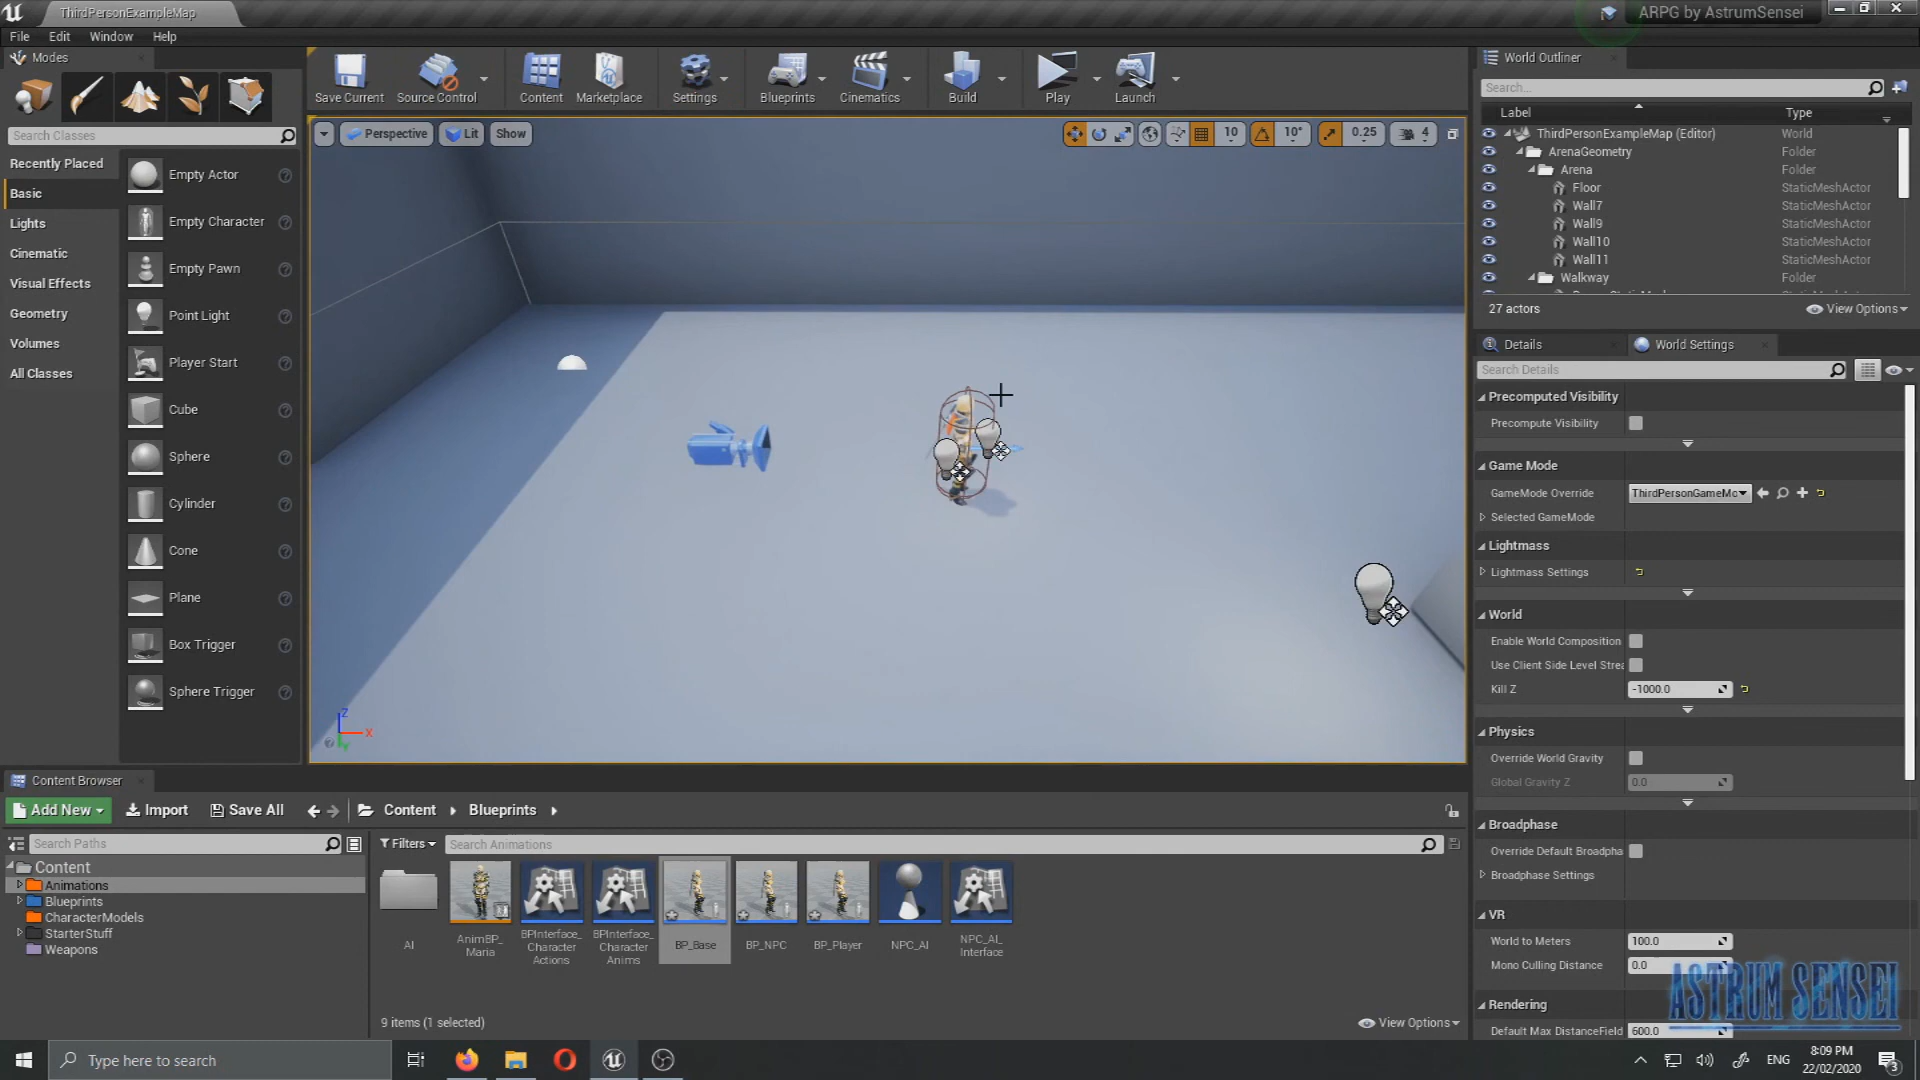 ThirdPersonExampleMap
ARPG by AstrumSensei
File Edit Window Help
Modes
Search Classes
Recently Placed
Basic
Lights
Cinematic
Visual Effects
Geometry
Volumes
All Classes
Empty Actor
Empty Character
Empty Pawn
Point Light
Player Start
Cube
Sphere
Cylinder
Cone
Plane
Box Trigger
Sphere Trigger
Save Current
Source Control
Content
Marketplace
Settings
Blueprints
Cinematics
Build
Play
Launch
Perspective Lit Show
10 10° 0.25 4
Z
X
Y
World Outliner
Search...
Label Type
ThirdPersonExampleMap (Editor) World
ArenaGeometry Folder
Arena Folder
Floor StaticMeshActor
Wall7 StaticMeshActor
Wall9 StaticMeshActor
Wall10 StaticMeshActor
Wall11 StaticMeshActor
Walkway Folder
27 actors View Options
Details World Settings
Search Details
Precomputed Visibility
Precompute Visibility
Game Mode
GameMode Override ThirdPersonGameMo
Selected GameMode
Lightmass
Lightmass Settings
World
Enable World Composition
Use Client Side Level Strea
Kill Z -1000.0
Physics
Override World Gravity
Global Gravity Z 0.0
Broadphase
Override Default Broadpha
Broadphase Settings
VR
World to Meters 100.0
Mono Culling Distance 0.0
Rendering
Default Max DistanceField 600.0
ASTRUM SENSEI
Content Browser
Add New Import Save All Content Blueprints
Search Paths
Filters Search Animations
Content
Animations
Blueprints
CharacterModels
StarterStuff
Weapons
AI
AnimBP_
Maria
BPInterface_
Character
Actions
BPInterface_
Character
Anims
BP_Base
BP_NPC
BP_Player
NPC_AI
NPC_AI_
Interface
9 items (1 selected) View Options
Type here to search
ENG
8:09 PM
22/02/2020
3